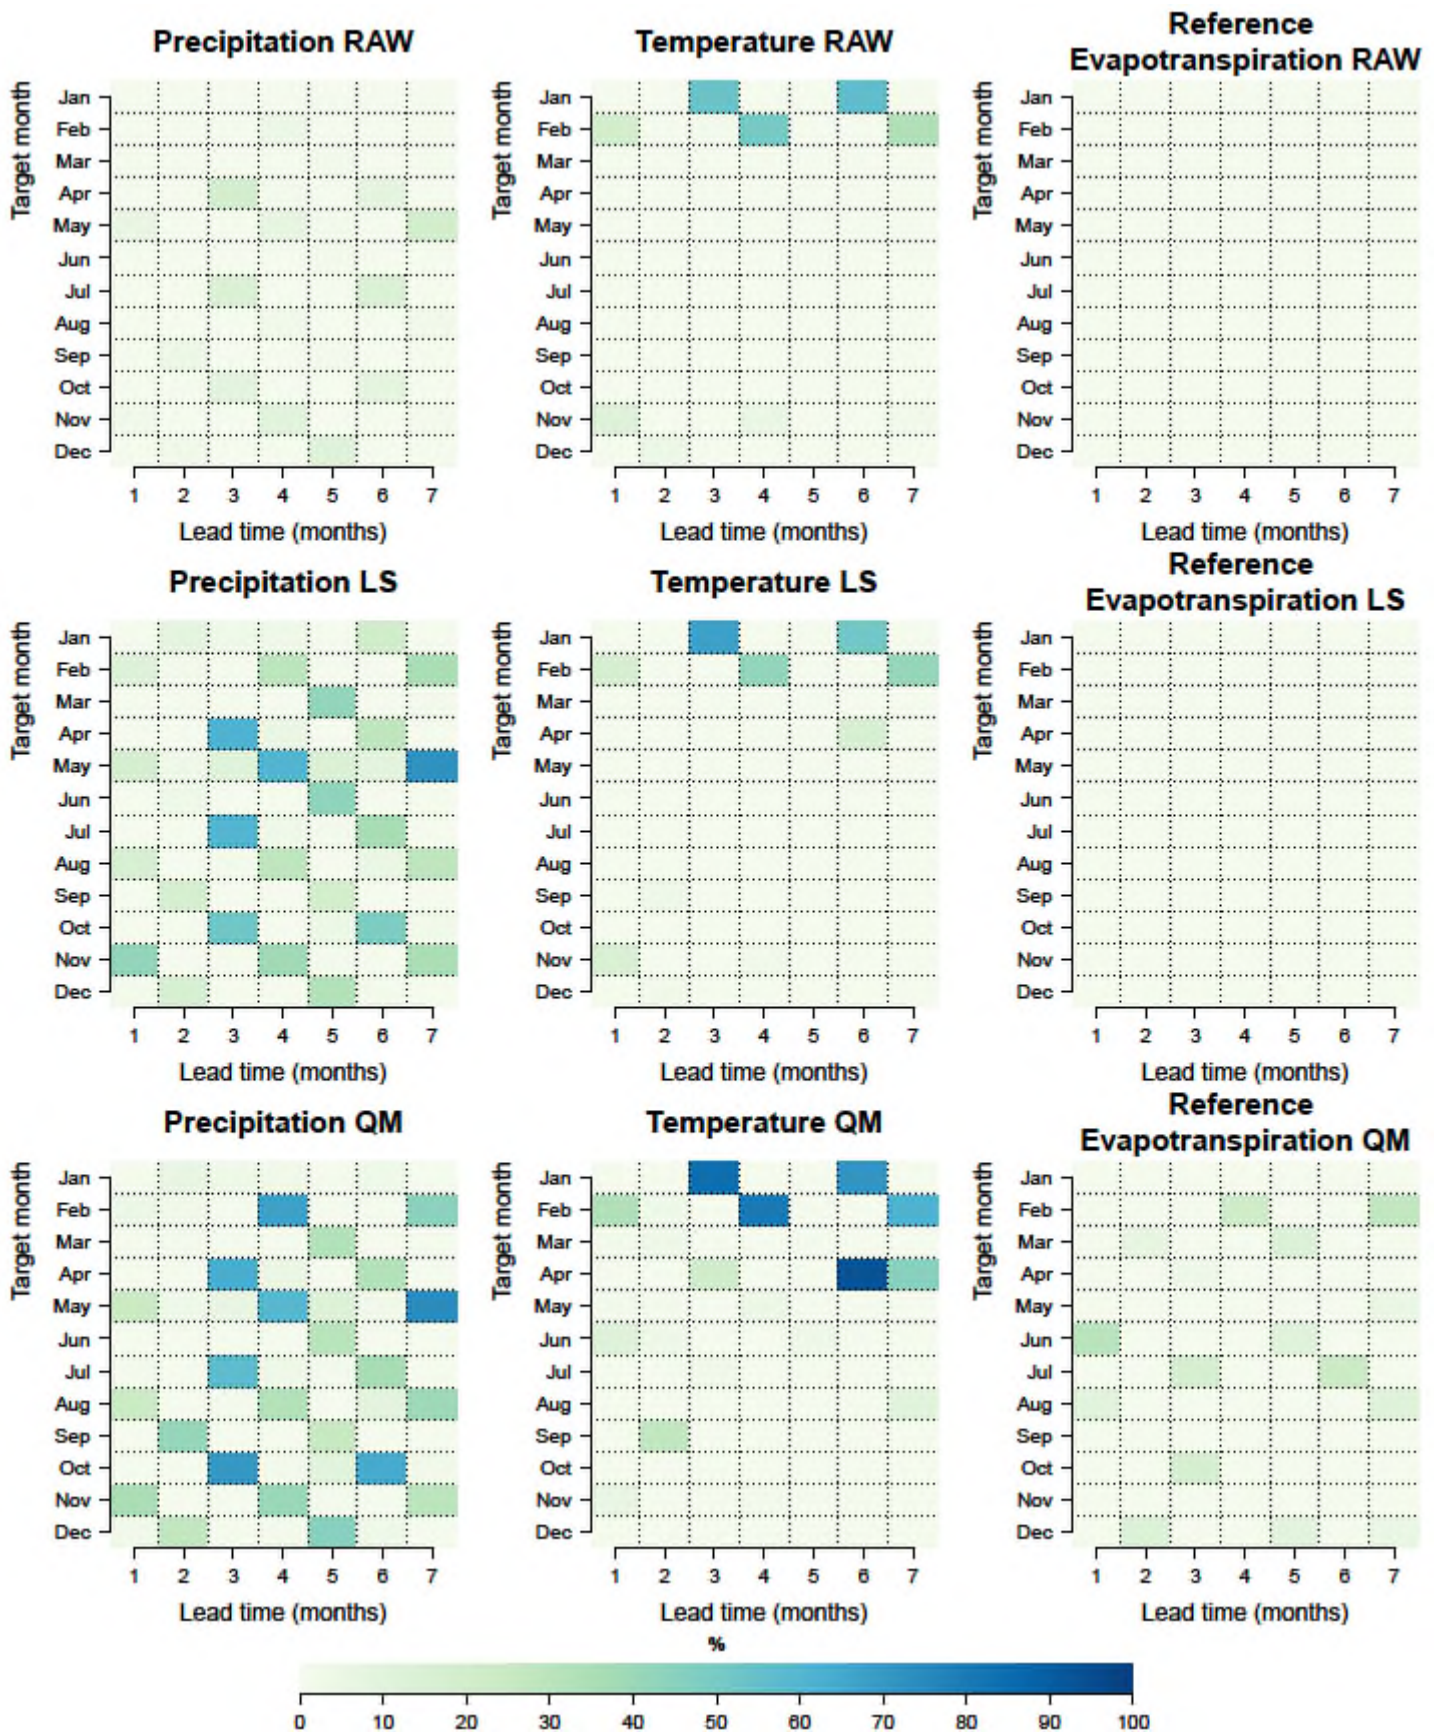 Precipitation RAW
Temperature RAW
Reference
Evapotranspiration RAW
Target month
Jan
Feb
Mar
Apr
May
Jun
Jul
Aug
Sep
Oct
Nov
Dec
1 2 3 4 5 6 7
Lead time (months)
Target month
Jan
Feb
Mar
Apr
May
Jun
Jul
Aug
Sep
Oct
Nov
Dec
1 2 3 4 5 6 7
Lead time (months)
Target month
Jan
Feb
Mar
Apr
May
Jun
Jul
Aug
Sep
Oct
Nov
Dec
1 2 3 4 5 6 7
Lead time (months)
Precipitation LS
Temperature LS
Reference
Evapotranspiration LS
Target month
Jan
Feb
Mar
Apr
May
Jun
Jul
Aug
Sep
Oct
Nov
Dec
1 2 3 4 5 6 7
Lead time (months)
Target month
Jan
Feb
Mar
Apr
May
Jun
Jul
Aug
Sep
Oct
Nov
Dec
1 2 3 4 5 6 7
Lead time (months)
Target month
Jan
Feb
Mar
Apr
May
Jun
Jul
Aug
Sep
Oct
Nov
Dec
1 2 3 4 5 6 7
Lead time (months)
Precipitation QM
Temperature QM
Reference
Evapotranspiration QM
Target month
Jan
Feb
Mar
Apr
May
Jun
Jul
Aug
Sep
Oct
Nov
Dec
1 2 3 4 5 6 7
Lead time (months)
Target month
Jan
Feb
Mar
Apr
May
Jun
Jul
Aug
Sep
Oct
Nov
Dec
1 2 3 4 5 6 7
Lead time (months)
Target month
Jan
Feb
Mar
Apr
May
Jun
Jul
Aug
Sep
Oct
Nov
Dec
1 2 3 4 5 6 7
Lead time (months)
%
0 10 20 30 40 50 60 70 80 90 100